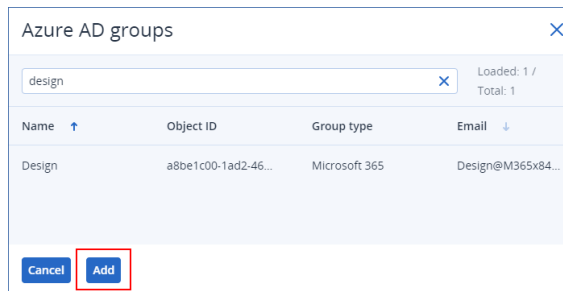 Azure AD groups
design
Loaded: 1 /
Total: 1
Name Object ID Group type Email
Design a8be1c00-1ad2-46... Microsoft 365 Design@M365x84...
Cancel Add